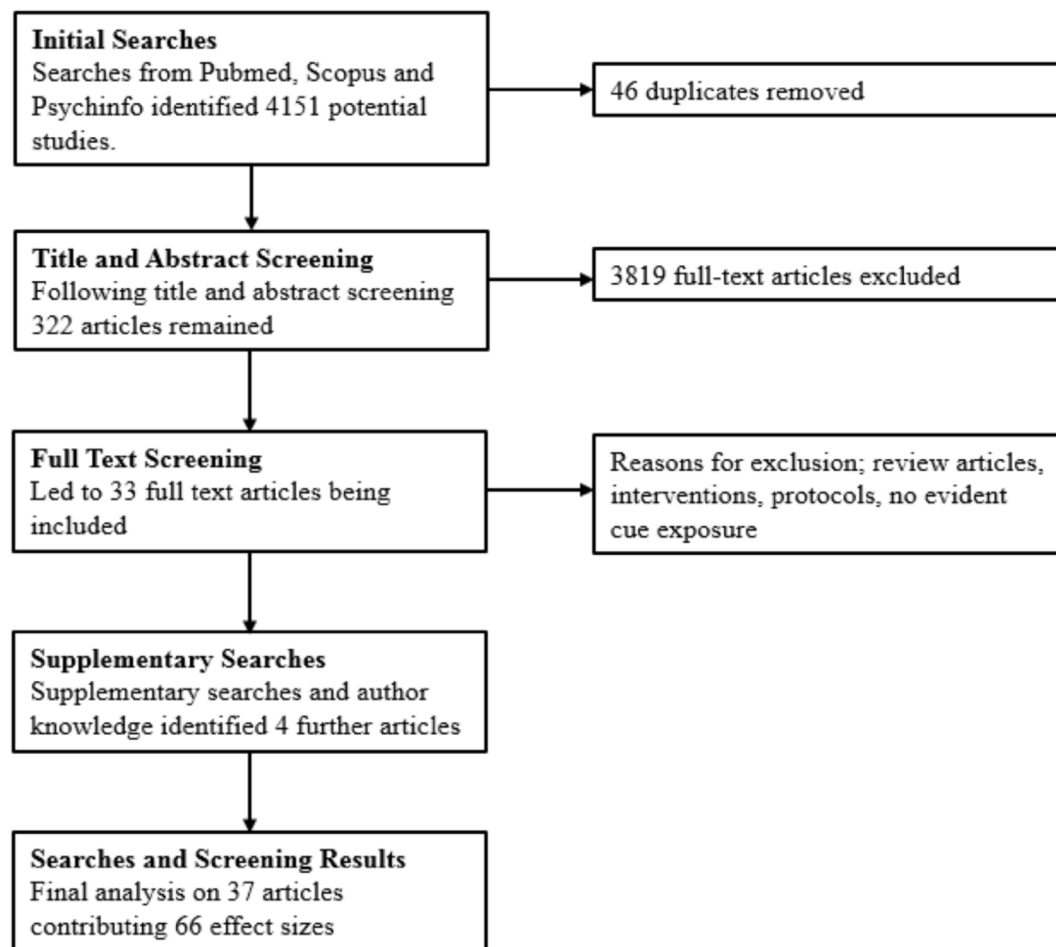 Initial Searches
Searches from Pubmed, Scopus and
Psychinfo identified 4151 potential
studies.
46 duplicates removed
Title and Abstract Screening
Following title and abstract screening
322 articles remained
3819 full-text articles excluded
Full Text Screening
Led to 33 full text articles being
included
Reasons for exclusion; review articles,
interventions, protocols, no evident
cue exposure
Supplementary Searches
Supplementary searches and author
knowledge identified 4 further articles
Searches and Screening Results
Final analysis on 37 articles
contributing 66 effect sizes